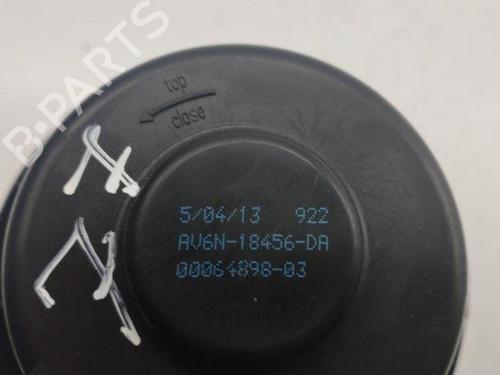 B-PARTS
top
close
5/04/13 922
AV6N-18456-DA
00064898-03